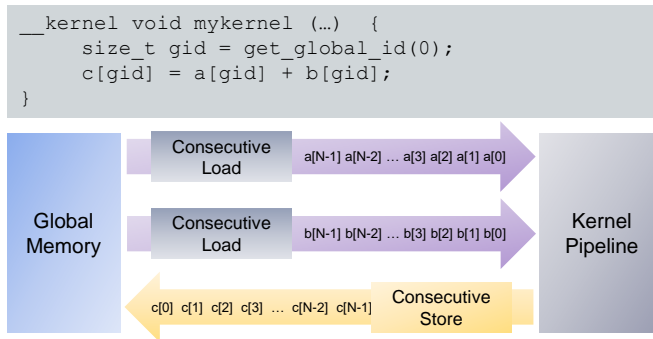 __kernel void mykernel (…) {
size_t gid = get_global_id(0);
c[gid] = a[gid] + b[gid];
}
Consecutive
Load
a[N-1] a[N-2] … a[3] a[2] a[1] a[0]
Global
Memory
Consecutive
Load
b[N-1] b[N-2] … b[3] b[2] b[1] b[0]
Kernel
Pipeline
c[0] c[1] c[2] c[3] … c[N-2] c[N-1]
Consecutive
Store